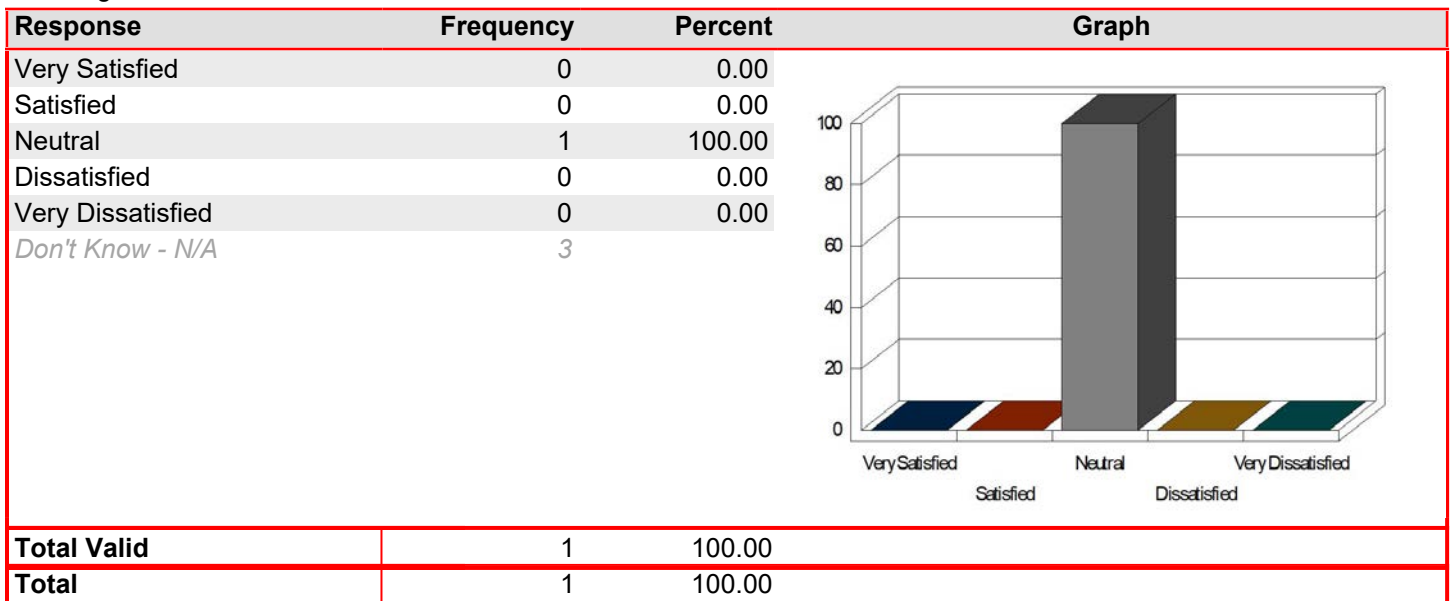 Response Frequency Percent Graph
Very Satisfied 0 0.00
Satisfied 0 0.00
Neutral 1 100.00
Dissatisfied 0 0.00
Very Dissatisfied 0 0.00
Don't Know - N/A 3
100
80
60
40
20
0
Very Satisfied Neutral Very Dissatisfied
Satisfied Dissatisfied
Total Valid 1 100.00
Total 1 100.00